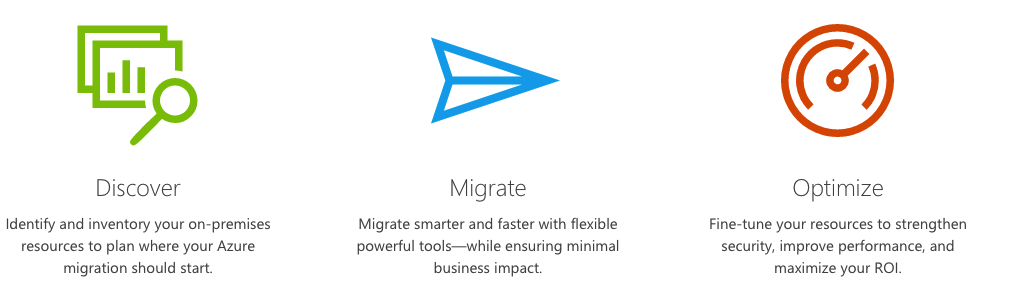 Discover
Identify and inventory your on-premises
resources to plan where your Azure
migration should start.
Migrate
Migrate smarter and faster with flexible
powerful tools—while ensuring minimal
business impact.
Optimize
Fine-tune your resources to strengthen
security, improve performance, and
maximize your ROI.